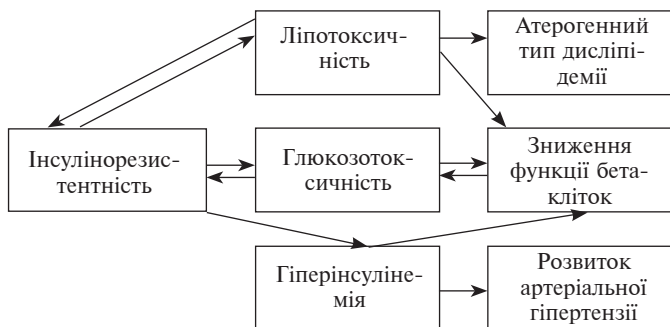 Ліпотоксич-
ність
Атерогенний
тип дисліпі-
демії
Інсулінорезис-
тентність
Глюкозоток-
сичність
Зниження
функції бета-
кліток
Гіперінсуліне-
мія
Розвиток
артеріальної
гіпертензії